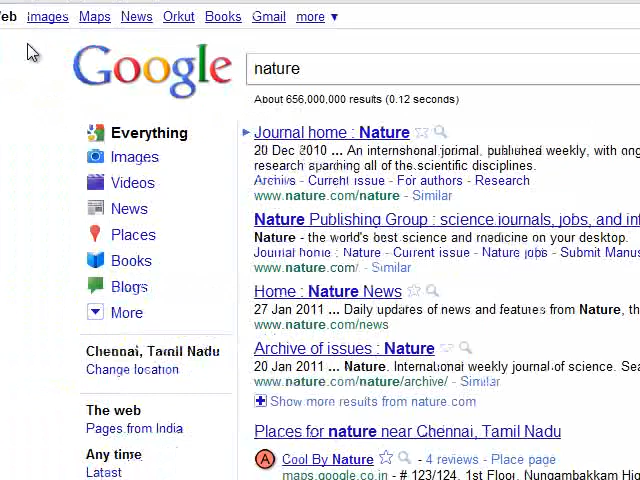 eb Images Maps News Orkut Books Gmail more ▼
Google
nature
About 656,000,000 results (0.12 seconds)
Everything
Images
Videos
News
Places
Books
Blogs
More
Chennai, Tamil Nadu
Change location
The web
Pages from India
Any time
Latest
Journal home : Nature
20 Dec 2010 ... An international journal, published weekly, with
research spanning all of the scientific disciplines.
Archive - Current issue - For authors - Research
www.nature.com/nature - Similar
Nature Publishing Group : science journals, jobs, and inf
Nature - the world's best science and medicine on your desktop.
Journal home : Nature - Current issue - Nature jobs - Submit Manus
www.nature.com/ - Similar
Home : Nature News
27 Jan 2011 ... Daily updates of news and features from Nature, th
www.nature.com/news
Archive of issues : Nature
20 Jan 2011 ... Nature. International weekly journal of science. Sea
www.nature.com/nature/archive/ - Similar
Show more results from nature.com
Places for nature near Chennai, Tamil Nadu
A Cool By Nature - 4 reviews - Place page
maps.google.co.in - # 123/124, 1st Floor, Nungambakkam Hig